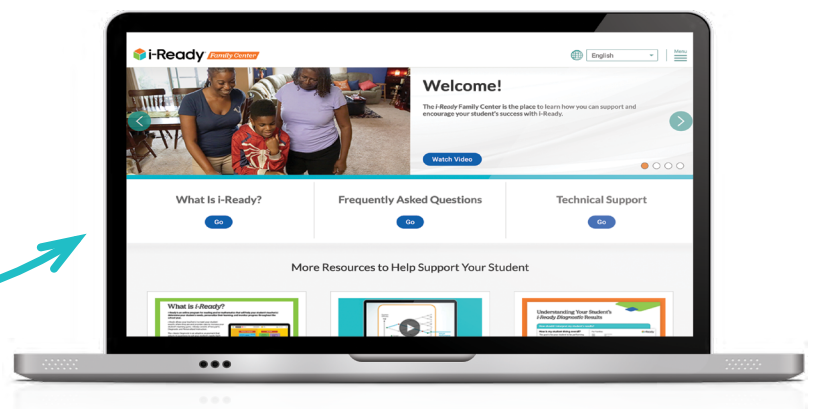 i-Ready Family Center
English
Menu
Welcome!
The i-Ready Family Center is the place to learn how you can support and
encourage your student's success with i-Ready.
Watch Video
What Is i-Ready?
Frequently Asked Questions
Technical Support
Go
Go
Go
More Resources to Help Support Your Student
What is i-Ready?
Understanding Your Student's
i-Ready Diagnostic Results